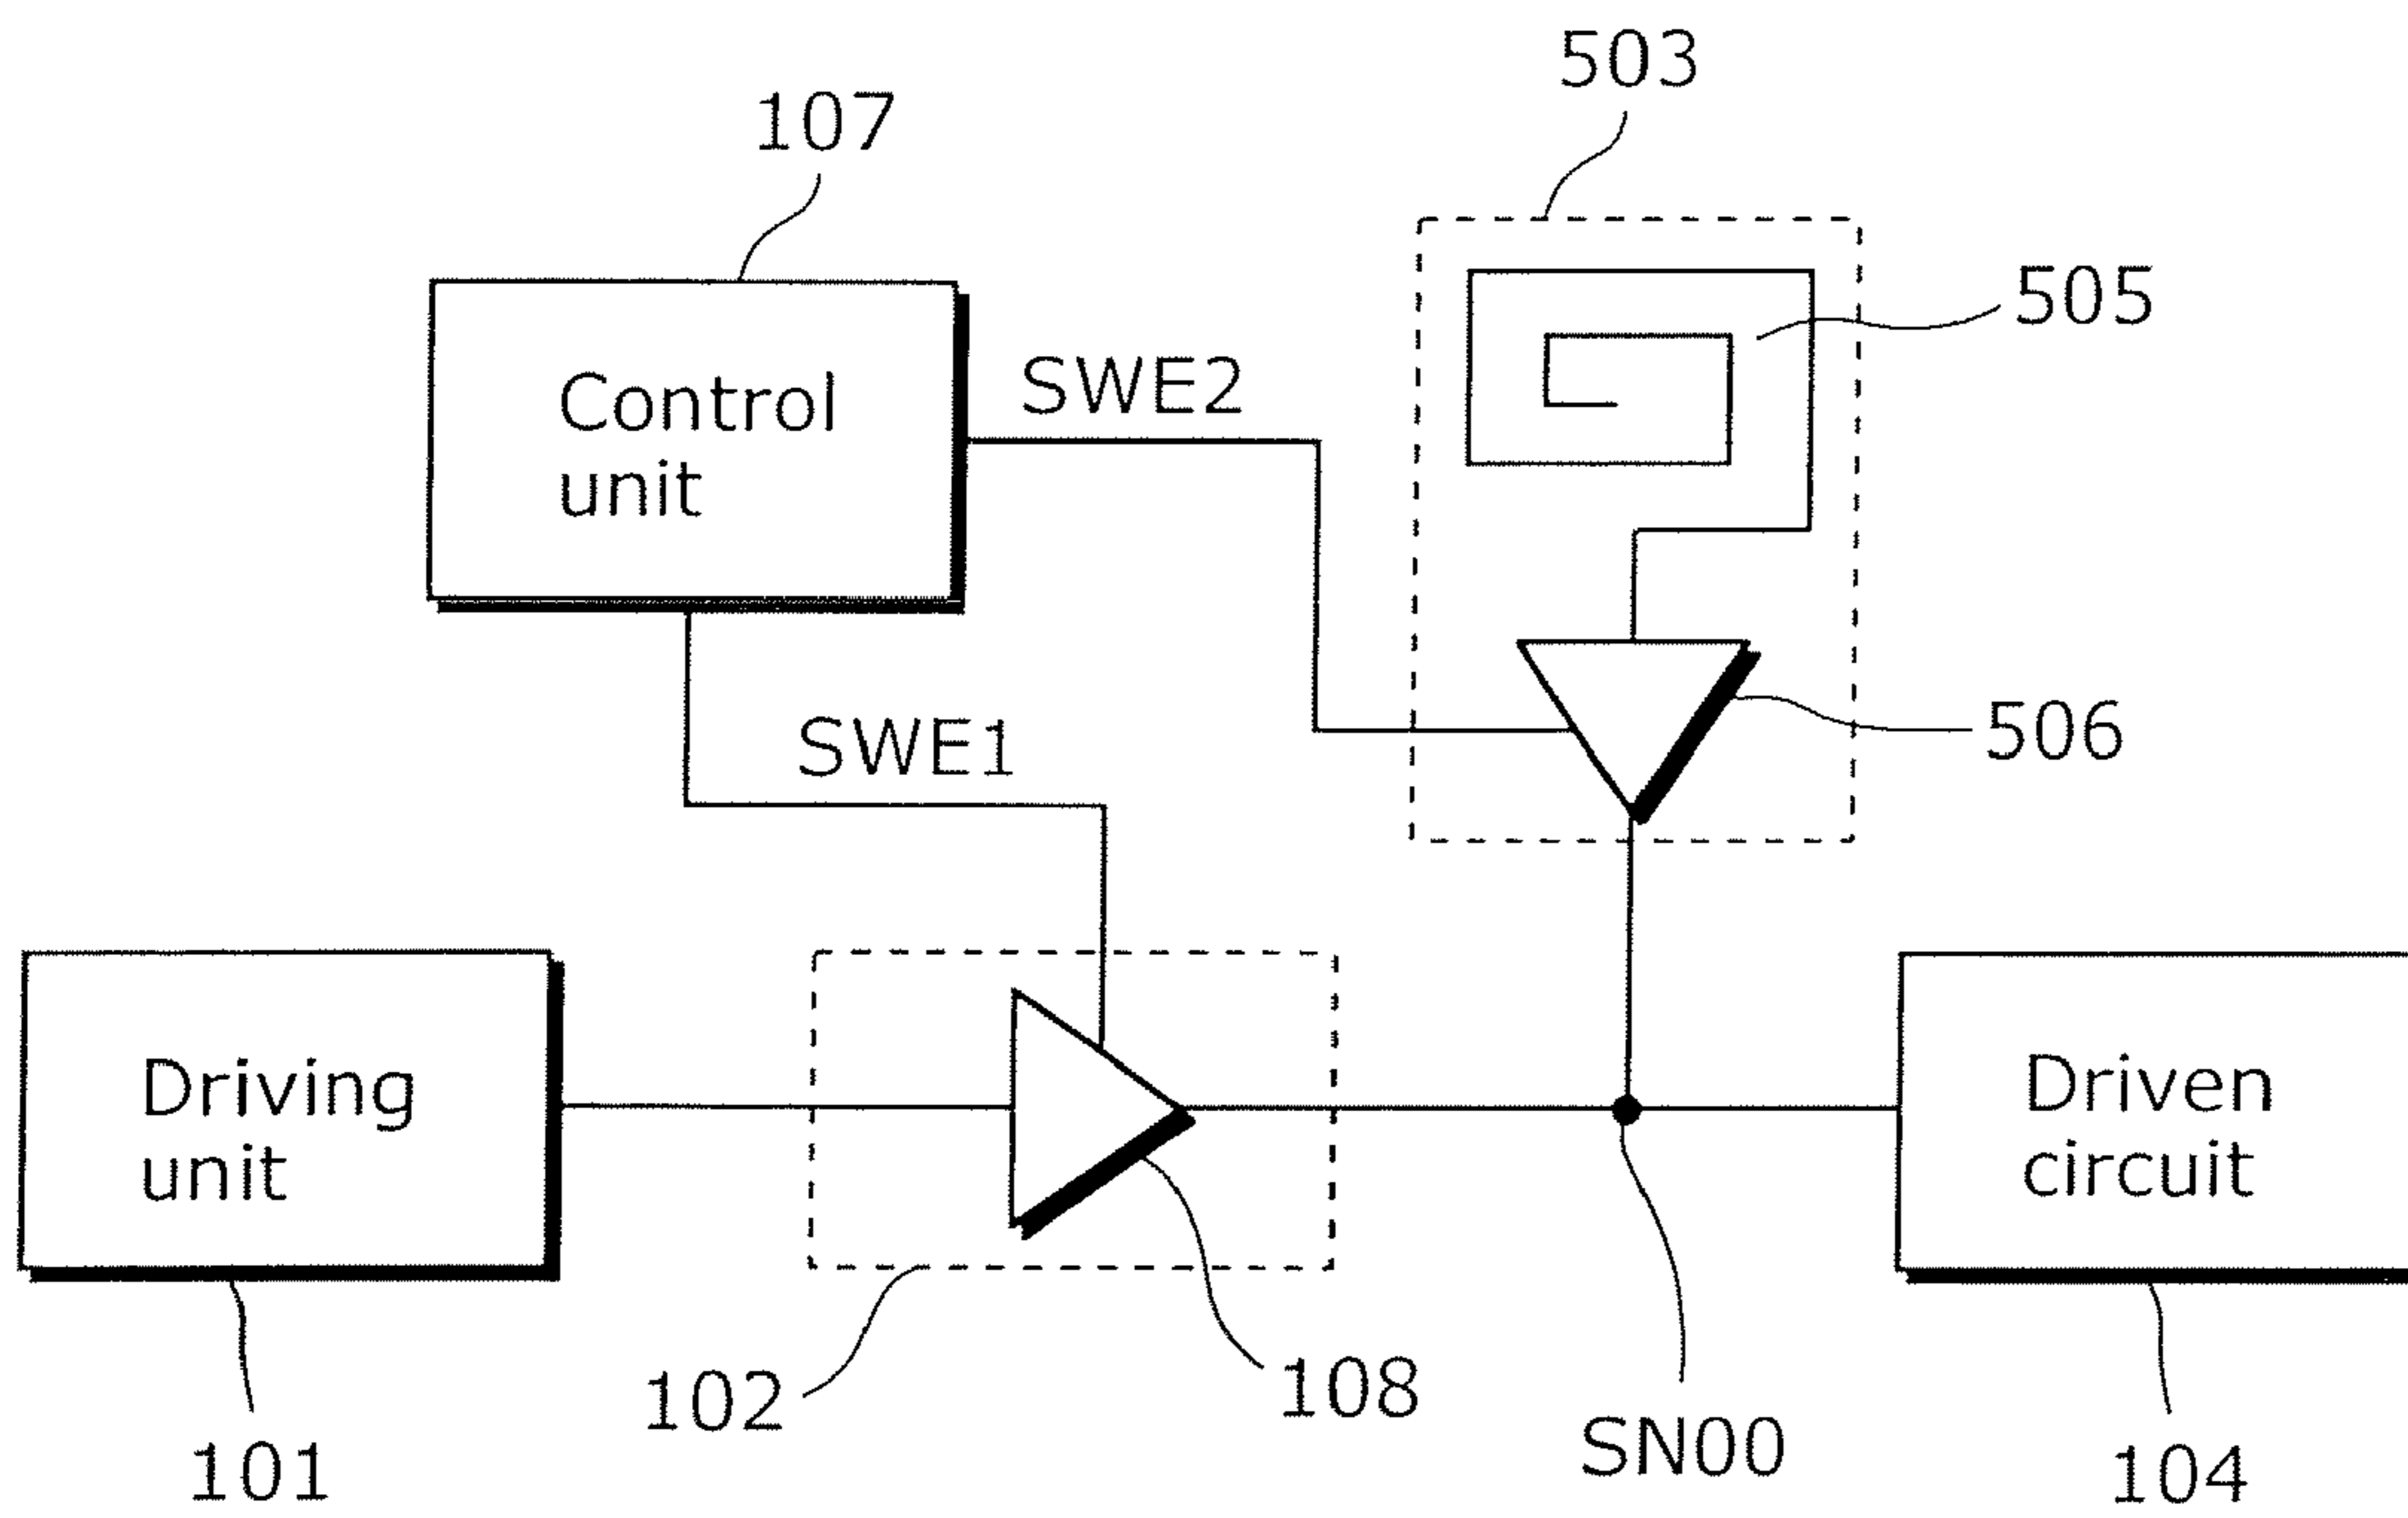 503
107
505
Control
unit
SWE2
506
SWE1
Driving
unit
Driven
circuit
102
108
SN00
101
104